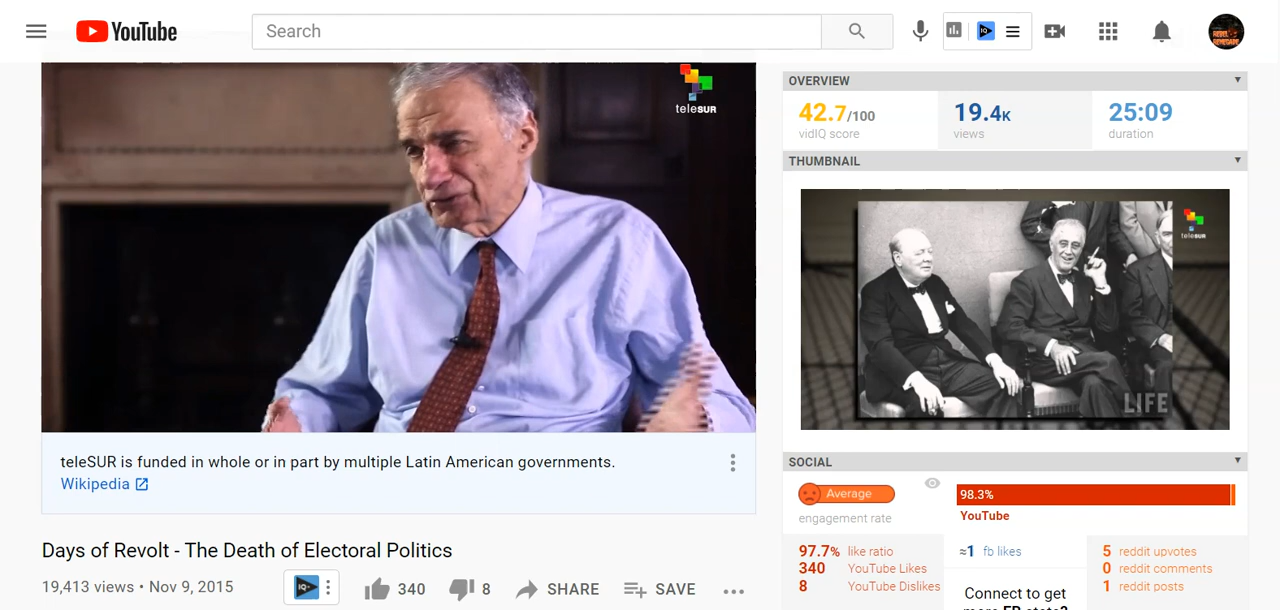 YouTube
Search
teleSUR
teleSUR is funded in whole or in part by multiple Latin American governments.
Wikipedia
Days of Revolt - The Death of Electoral Politics
19,413 views • Nov 9, 2015
IQ
340
8
SHARE
SAVE
OVERVIEW
42.7/100
vidIQ score
19.4K
views
25:09
duration
THUMBNAIL
teleSUR
LIFE
SOCIAL
Average
engagement rate
98.3%
YouTube
97.7% like ratio
340 YouTube Likes
8 YouTube Dislikes
≈1 fb likes
Connect to get
5 reddit upvotes
0 reddit comments
1 reddit posts